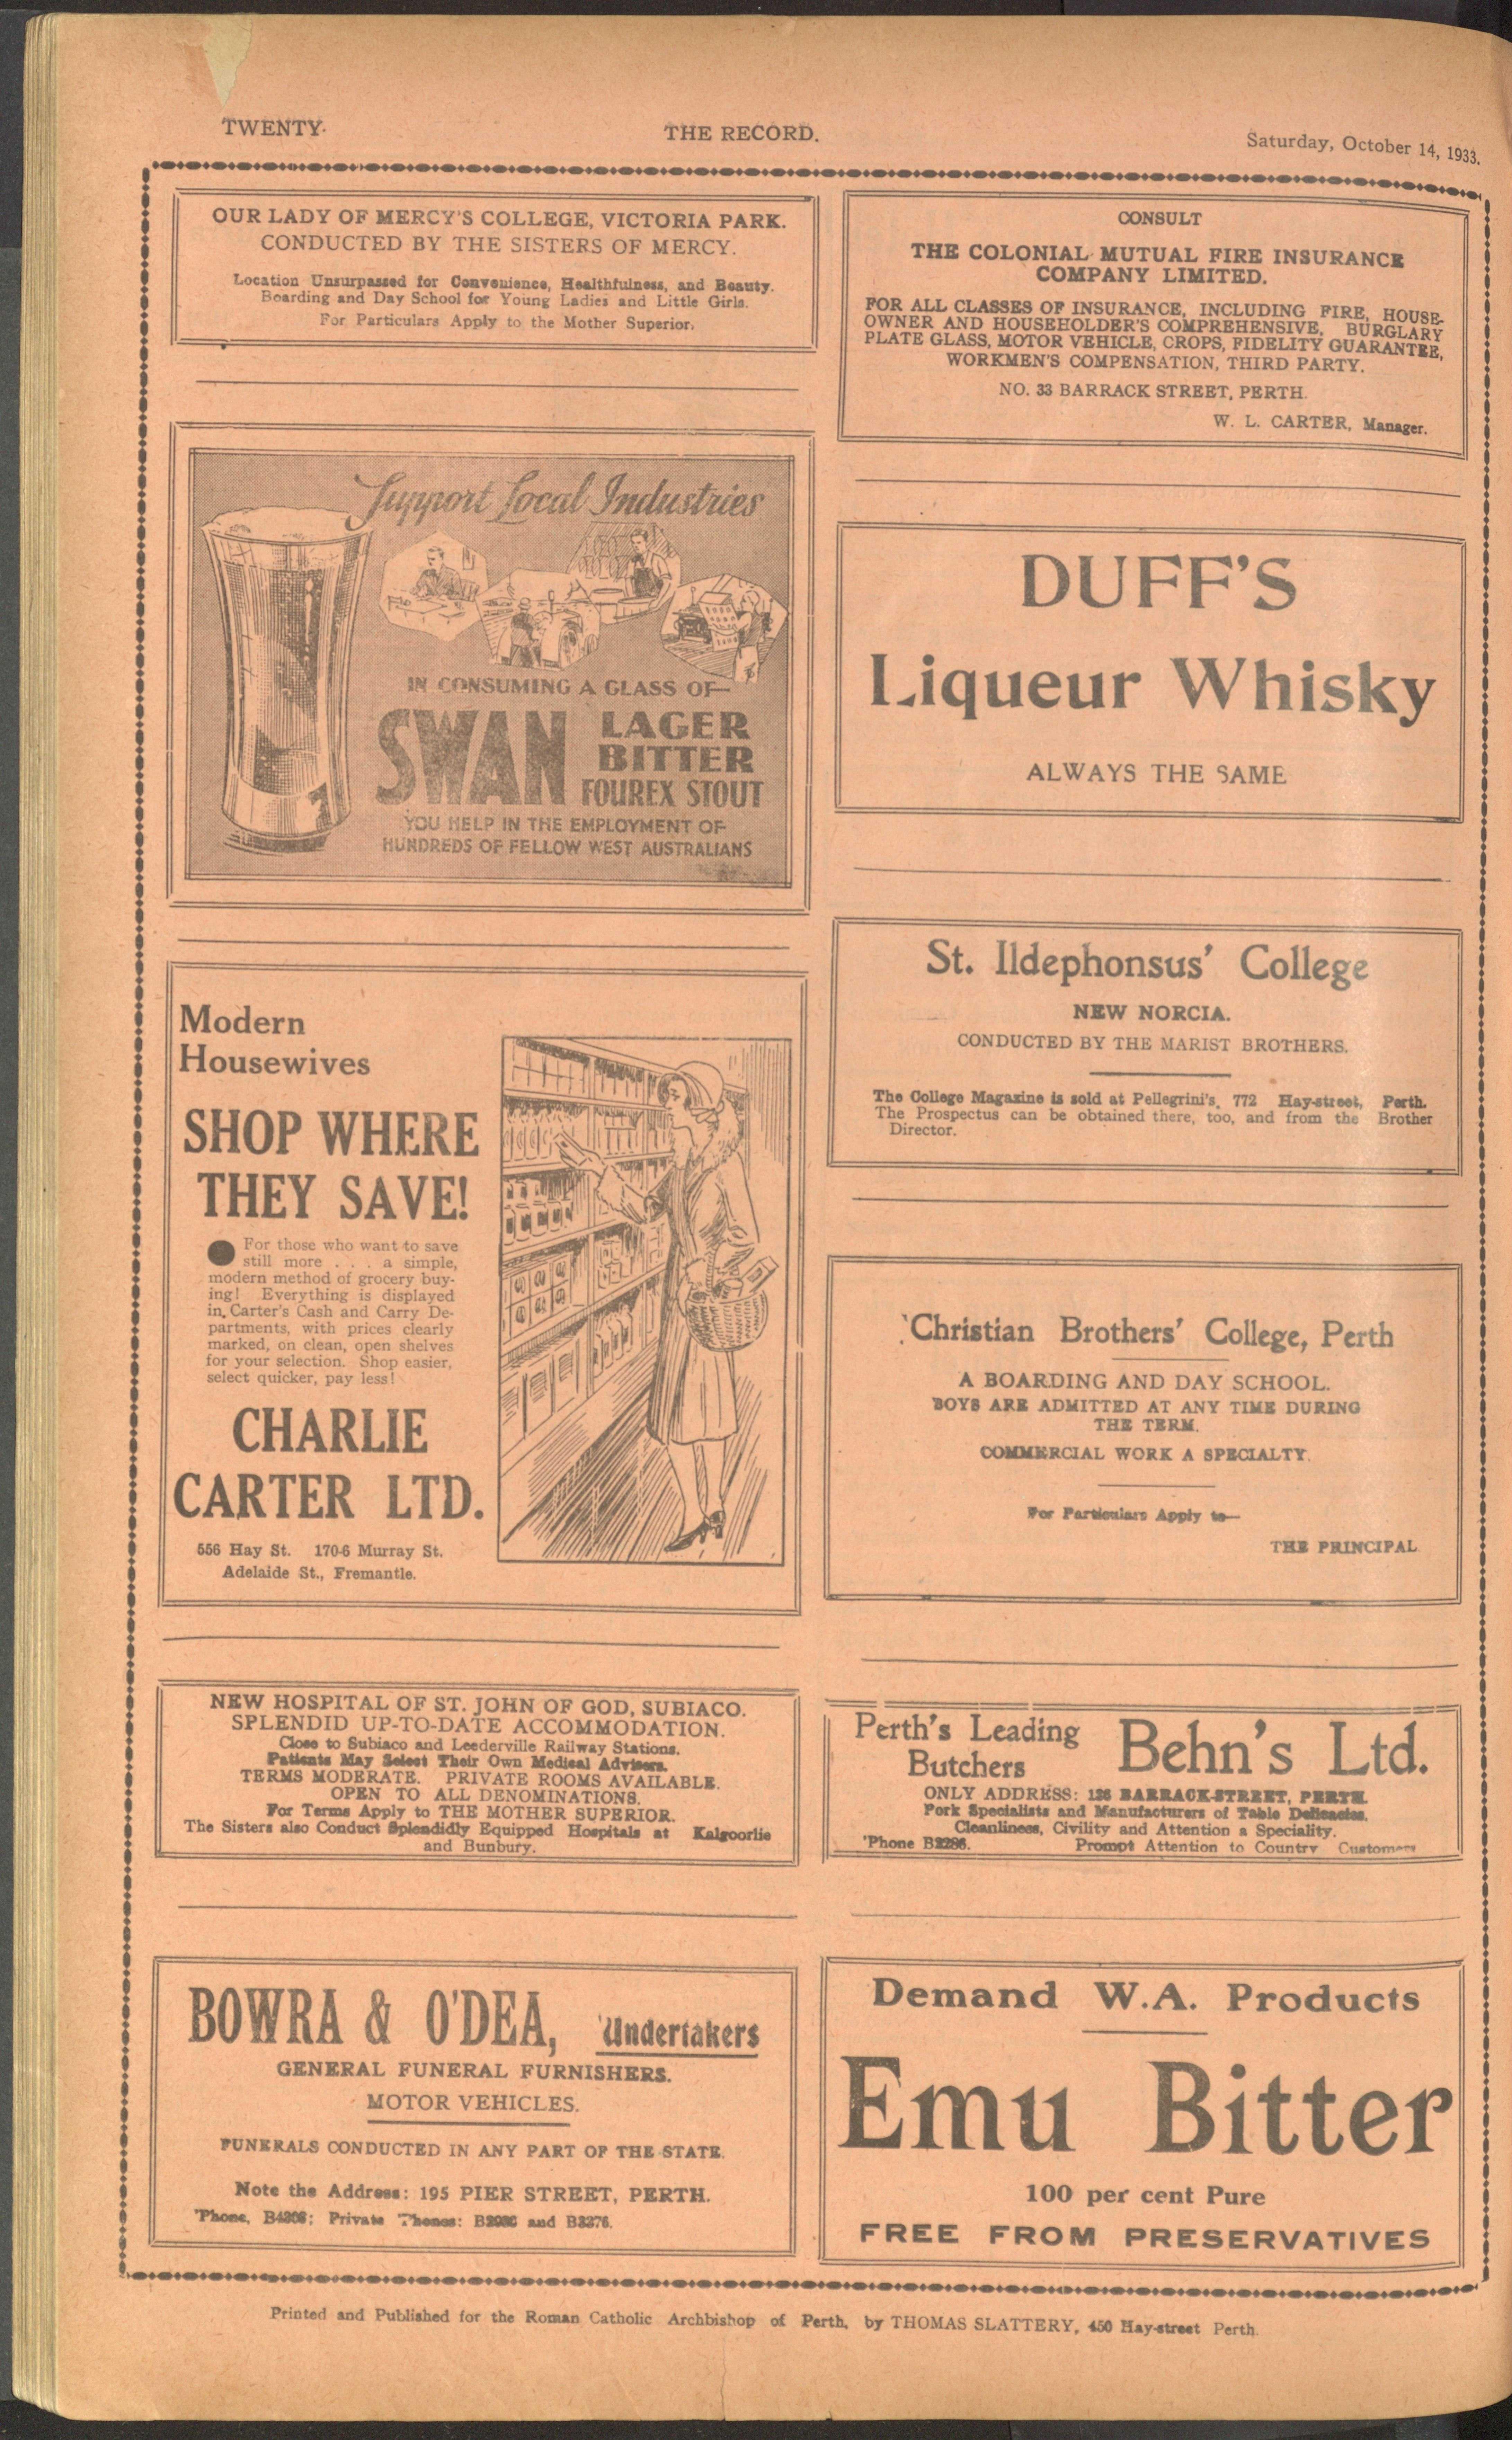 TWENTY
THE RECORD.
Saturday, October 14, 1933.
OUR LADY OF MERCY'S COLLEGE, VICTORIA PARK.
CONDUCTED BY THE SISTERS OF MERCY.
Location Unsurpassed for Convenience, Healthfulness, and Beauty.
Boarding and Day School for Young Ladies and Little Girls.
For Particulars Apply to the Mother Superior.
Support Local Industries
IN CONSUMING A GLASS OF—
SWAN LAGER
BITTER
FOUREX STOUT
YOU HELP IN THE EMPLOYMENT OF
HUNDREDS OF FELLOW WEST AUSTRALIANS
Modern
Housewives
SHOP WHERE
THEY SAVE!
For those who want to save
still more . . . a simple,
modern method of grocery buy-
ing! Everything is displayed
in Carter's Cash and Carry De-
partments, with prices clearly
marked, on clean, open shelves
for your selection. Shop easier,
select quicker, pay less!
CHARLIE
CARTER LTD.
556 Hay St. 170-6 Murray St.
Adelaide St., Fremantle.
NEW HOSPITAL OF ST. JOHN OF GOD, SUBIACO.
SPLENDID UP-TO-DATE ACCOMMODATION.
Close to Subiaco and Leederville Railway Stations.
Patients May Select Their Own Medical Advisers.
TERMS MODERATE. PRIVATE ROOMS AVAILABLE.
OPEN TO ALL DENOMINATIONS.
For Terms Apply to THE MOTHER SUPERIOR.
The Sisters also Conduct Splendidly Equipped Hospitals at Kalgoorlie
and Bunbury.
BOWRA & O'DEA, Undertakers
GENERAL FUNERAL FURNISHERS.
MOTOR VEHICLES.
FUNERALS CONDUCTED IN ANY PART OF THE STATE.
Note the Address: 195 PIER STREET, PERTH.
'Phone, Private 'Phones: and B3376.
CONSULT
THE COLONIAL MUTUAL FIRE INSURANCE
COMPANY LIMITED.
FOR ALL CLASSES OF INSURANCE, INCLUDING FIRE, HOUSE-
OWNER AND HOUSEHOLDER'S COMPREHENSIVE, BURGLARY
PLATE GLASS, MOTOR VEHICLE, CROPS, FIDELITY GUARANTEE,
WORKMEN'S COMPENSATION, THIRD PARTY.
NO. 33 BARRACK STREET, PERTH.
W. L. CARTER, Manager.
DUFF'S
Liqueur Whisky
ALWAYS THE SAME
St. Ildephonsus' College
NEW NORCIA.
CONDUCTED BY THE MARIST BROTHERS.
The College Magazine is sold at Pellegrini's, 772 Hay-street, Perth.
The Prospectus can be obtained there, too, and from the Brother
Director.
Christian Brothers' College, Perth
A BOARDING AND DAY SCHOOL.
BOYS ARE ADMITTED AT ANY TIME DURING
THE TERM.
COMMERCIAL WORK A SPECIALTY.
For Particulars Apply to—
THE PRINCIPAL
Perth's Leading
Butchers
Behn's Ltd.
ONLY ADDRESS: BARRACK-STREET, PERTH.
Pork Specialists and Manufacturers of Table Delicacies.
Cleanliness, Civility and Attention a Speciality.
'Phone Prompt Attention to Country Customers
Demand W.A. Products
Emu Bitter
100 per cent Pure
FREE FROM PRESERVATIVES
Printed and Published for the Roman Catholic Archbishop of Perth, by THOMAS SLATTERY, 450 Hay-street Perth.